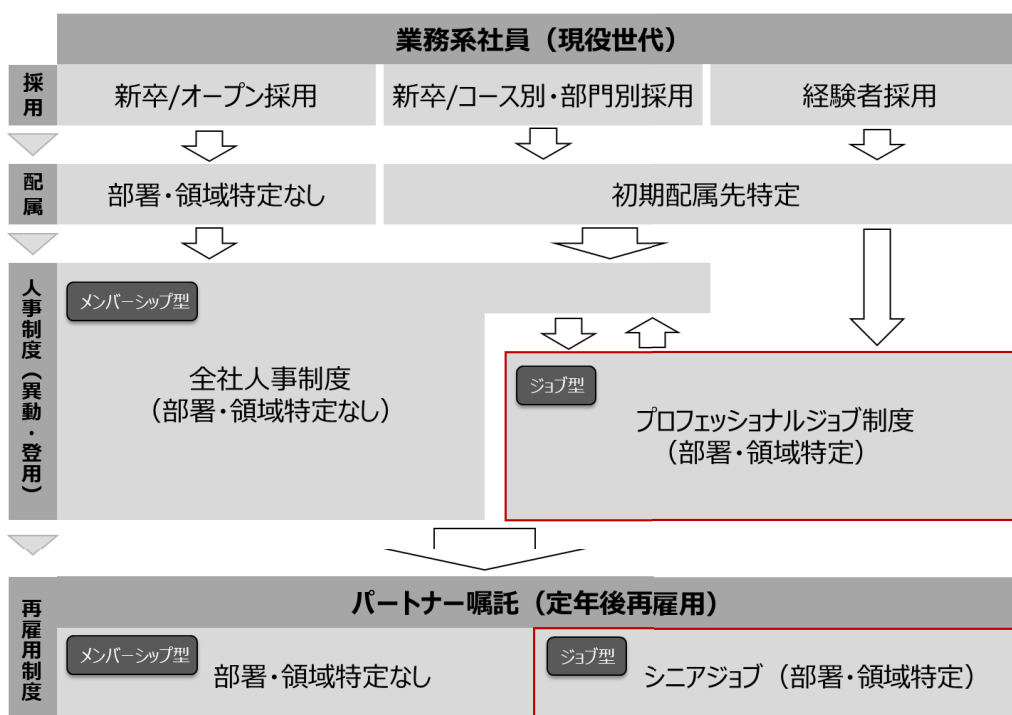 業務系社員（現役世代）
採用
新卒/オープン採用
新卒/コース別・部門別採用
経験者採用
配属
部署・領域特定なし
初期配属先特定
人事制度（異動・登用）
メンバーシップ型
全社人事制度
（部署・領域特定なし）
ジョブ型
プロフェッショナルジョブ制度
（部署・領域特定）
再雇用制度
パートナー嘱託（定年後再雇用）
メンバーシップ型
部署・領域特定なし
ジョブ型
シニアジョブ（部署・領域特定）